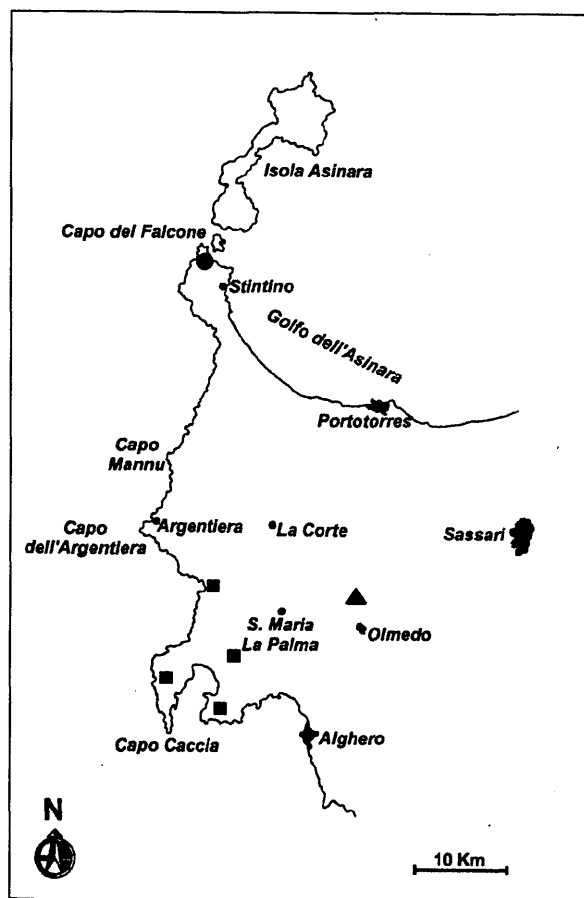 Isola Asinara
Capo del Falcone
Stintino
Golfo dell'Asinara
Portotorres
Capo
Mannu
Capo
dell'Argentiera
Argentiera
La Corte
Sassari
S. Maria
La Palma
Olmedo
Capo Caccia
Alghero
N
10 Km